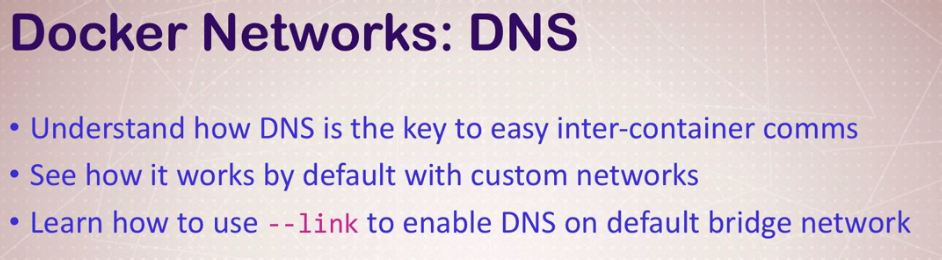 Docker Networks: DNS
• Understand how DNS is the key to easy inter-container comms
• See how it works by default with custom networks
• Learn how to use --link to enable DNS on default bridge network